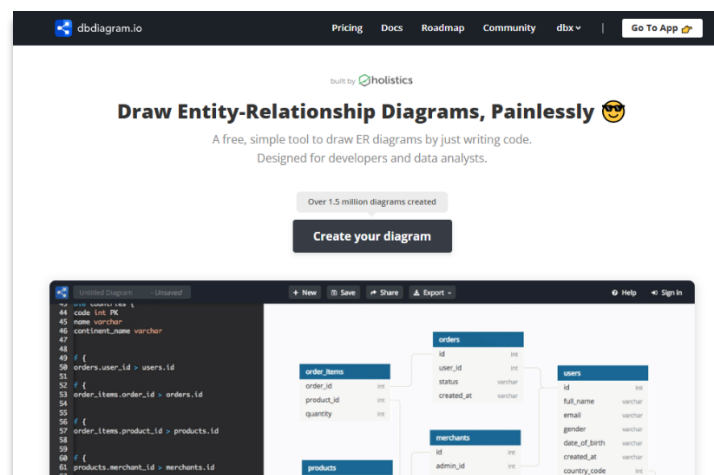 dbdiagram.io
Pricing Docs Roadmap Community dbx Go To App
built by holistics
Draw Entity-Relationship Diagrams, Painlessly 😎
A free, simple tool to draw ER diagrams by just writing code.
Designed for developers and data analysts.
Over 1.5 million diagrams created
Create your diagram
Untitled Diagram - Unsaved
+ New Save Share Export Help Sign in
44 code int PK
45 name varchar
46 continent_name varchar
47
48
49 f {
50 orders.user_id > users.id
51
52 f {
53 order_items.order_id > orders.id
54
55
56 f {
57 order_items.product_id > products.id
58
59
60 f {
61 products.merchant_id > merchants.id
order_items
order_id int
product_id int
quantity int
orders
id int
user_id int
status varchar
created_at varchar
users
id int
full_name varchar
email varchar
gender varchar
date_of_birth varchar
created_at varchar
country_code int
merchants
id int
admin_id int
products